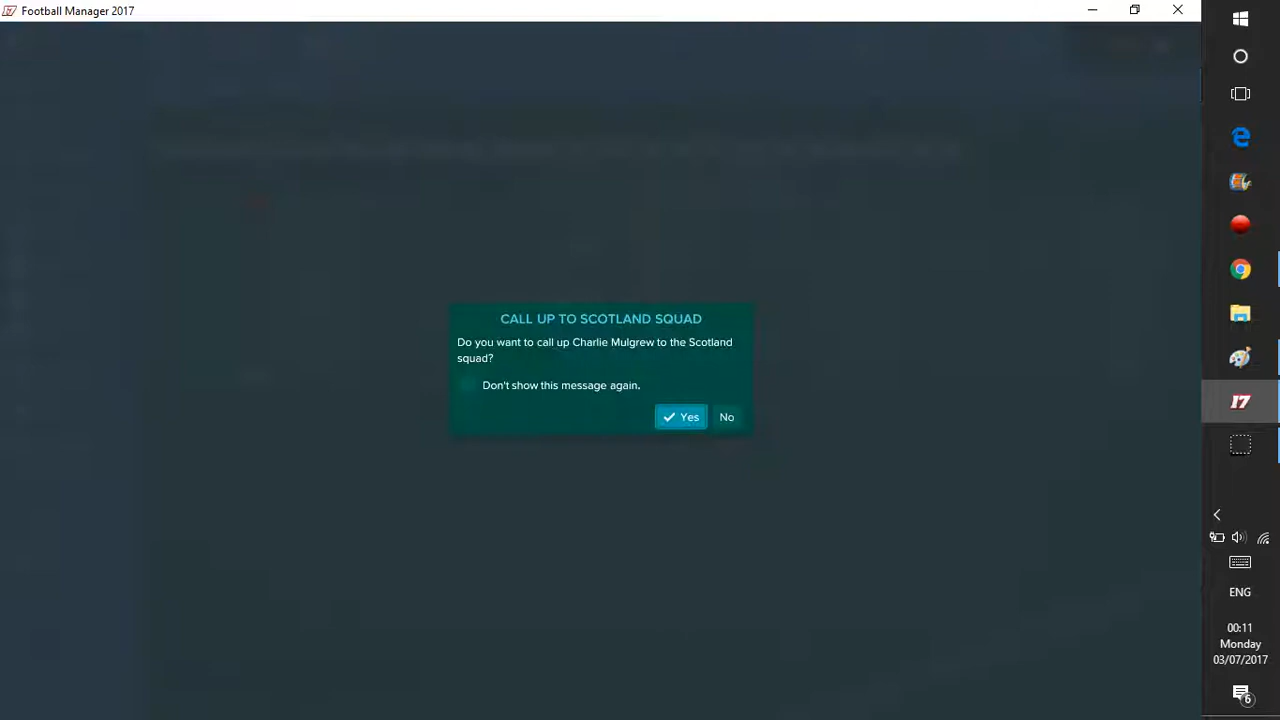 Football Manager 2017
CALL UP TO SCOTLAND SQUAD
Do you want to call up Charlie Mulgrew to the Scotland
squad?
Don't show this message again.
Yes
No
17
ENG
00:11
Monday
03/07/2017
6